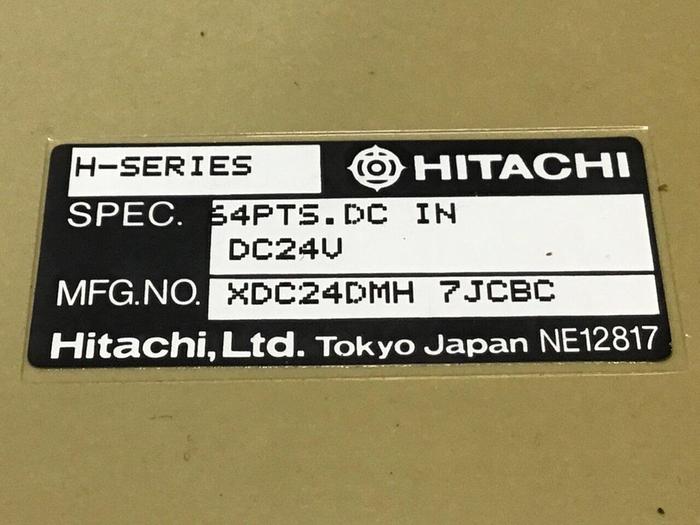 H-SERIES HITACHI
SPEC. 64PTS.DC IN
DC24V
MFG.NO. XDC24DMH 7JCBC
Hitachi, Ltd. Tokyo Japan NE12817